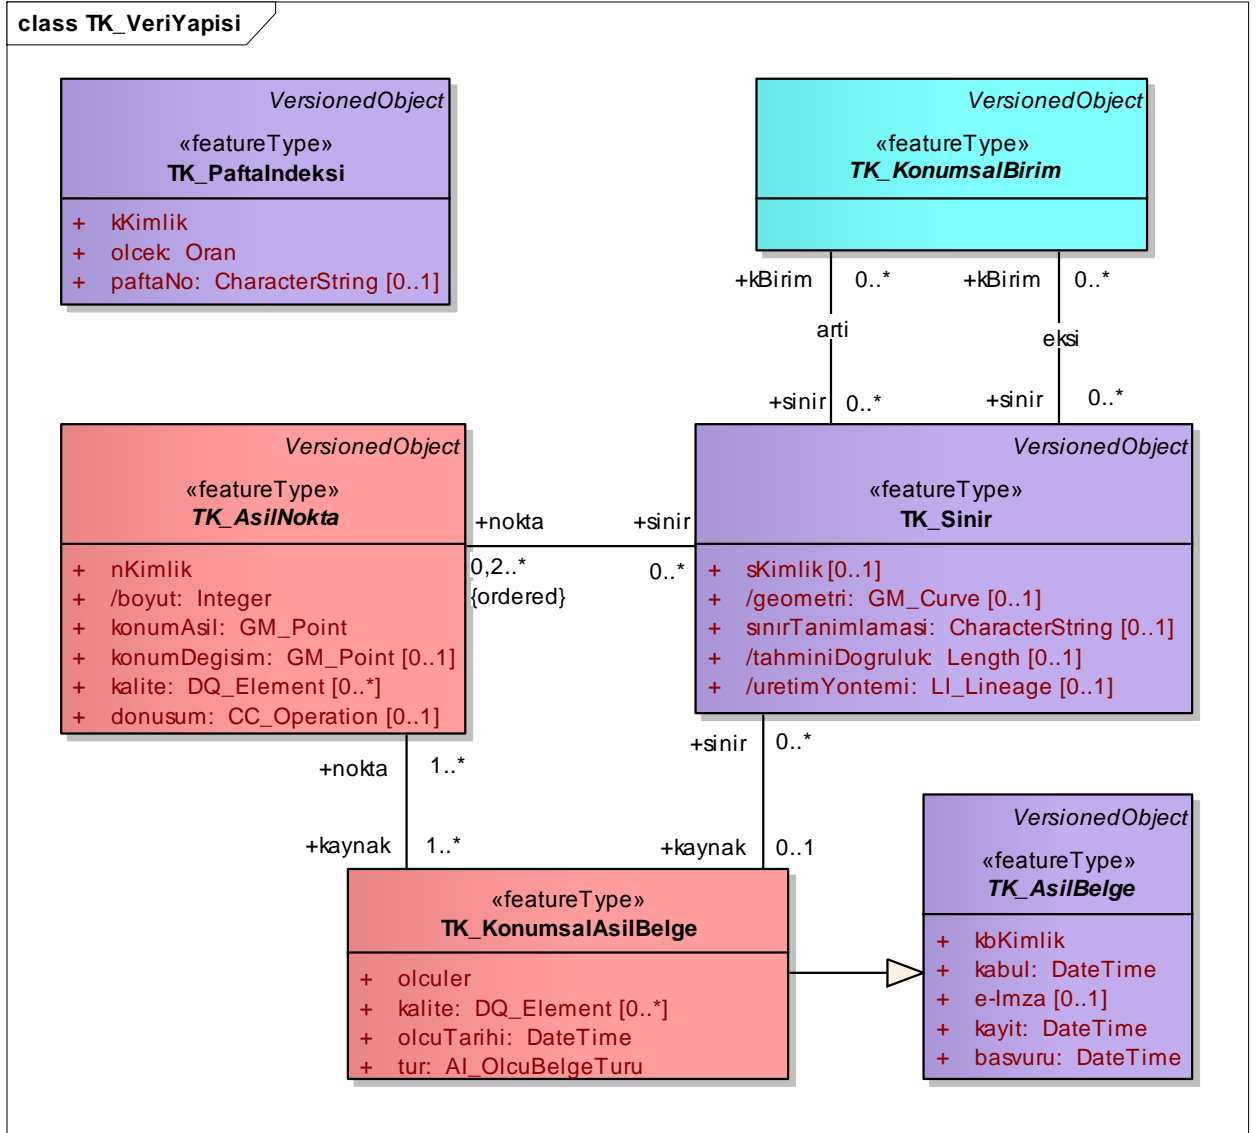 class TK_VeriYapisi
VersionedObject
«featureType»
TK_PaftaIndeksi
+ kKimlik
+ olcek: Oran
+ paftaNo: CharacterString [0..1]
VersionedObject
«featureType»
TK_KonumsalBirim
+kBirim 0..*
+kBirim 0..*
arti
eksi
+sinir 0..*
+sinir 0..*
VersionedObject
«featureType»
TK_AsilNokta
+ nKimlik
+ /boyut: Integer
+ konumAsil: GM_Point
+ konumDegisim: GM_Point [0..1]
+ kalite: DQ_Element [0..*]
+ donusum: CC_Operation [0..1]
+nokta
0,2..*
{ordered}
+sinir
0..*
VersionedObject
«featureType»
TK_Sinir
+ sKimlik [0..1]
+ /geometri: GM_Curve [0..1]
+ sınırTanimlamasi: CharacterString [0..1]
+ /tahminiDogruluk: Length [0..1]
+ /uretimYontemi: LI_Lineage [0..1]
+nokta 1..*
+kaynak 1..*
+sinir 0..*
+kaynak 0..1
«featureType»
TK_KonumsalAsilBelge
+ olculer
+ kalite: DQ_Element [0..*]
+ olcuTarihi: DateTime
+ tur: AI_OlcuBelgeTuru
VersionedObject
«featureType»
TK_AsilBelge
+ kbKimlik
+ kabul: DateTime
+ e-Imza [0..1]
+ kayit: DateTime
+ basvuru: DateTime